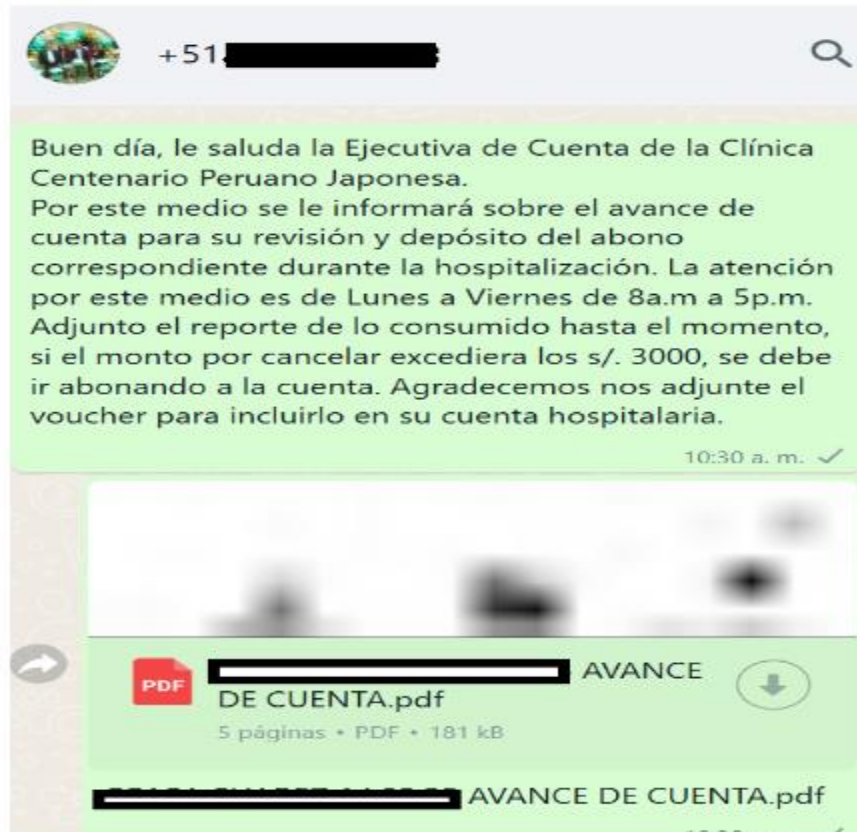 +51
Buen día, le saluda la Ejecutiva de Cuenta de la Clínica
Centenario Peruano Japonesa.
Por este medio se le informará sobre el avance de
cuenta para su revisión y depósito del abono
correspondiente durante la hospitalización. La atención
por este medio es de Lunes a Viernes de 8a.m a 5p.m.
Adjunto el reporte de lo consumido hasta el momento,
si el monto por cancelar excediera los s/. 3000, se debe
ir abonando a la cuenta. Agradecemos nos adjunte el
voucher para incluirlo en su cuenta hospitalaria.
10:30 a. m.
PDF
AVANCE
DE CUENTA.pdf
5 páginas • PDF • 181 kB
AVANCE DE CUENTA.pdf